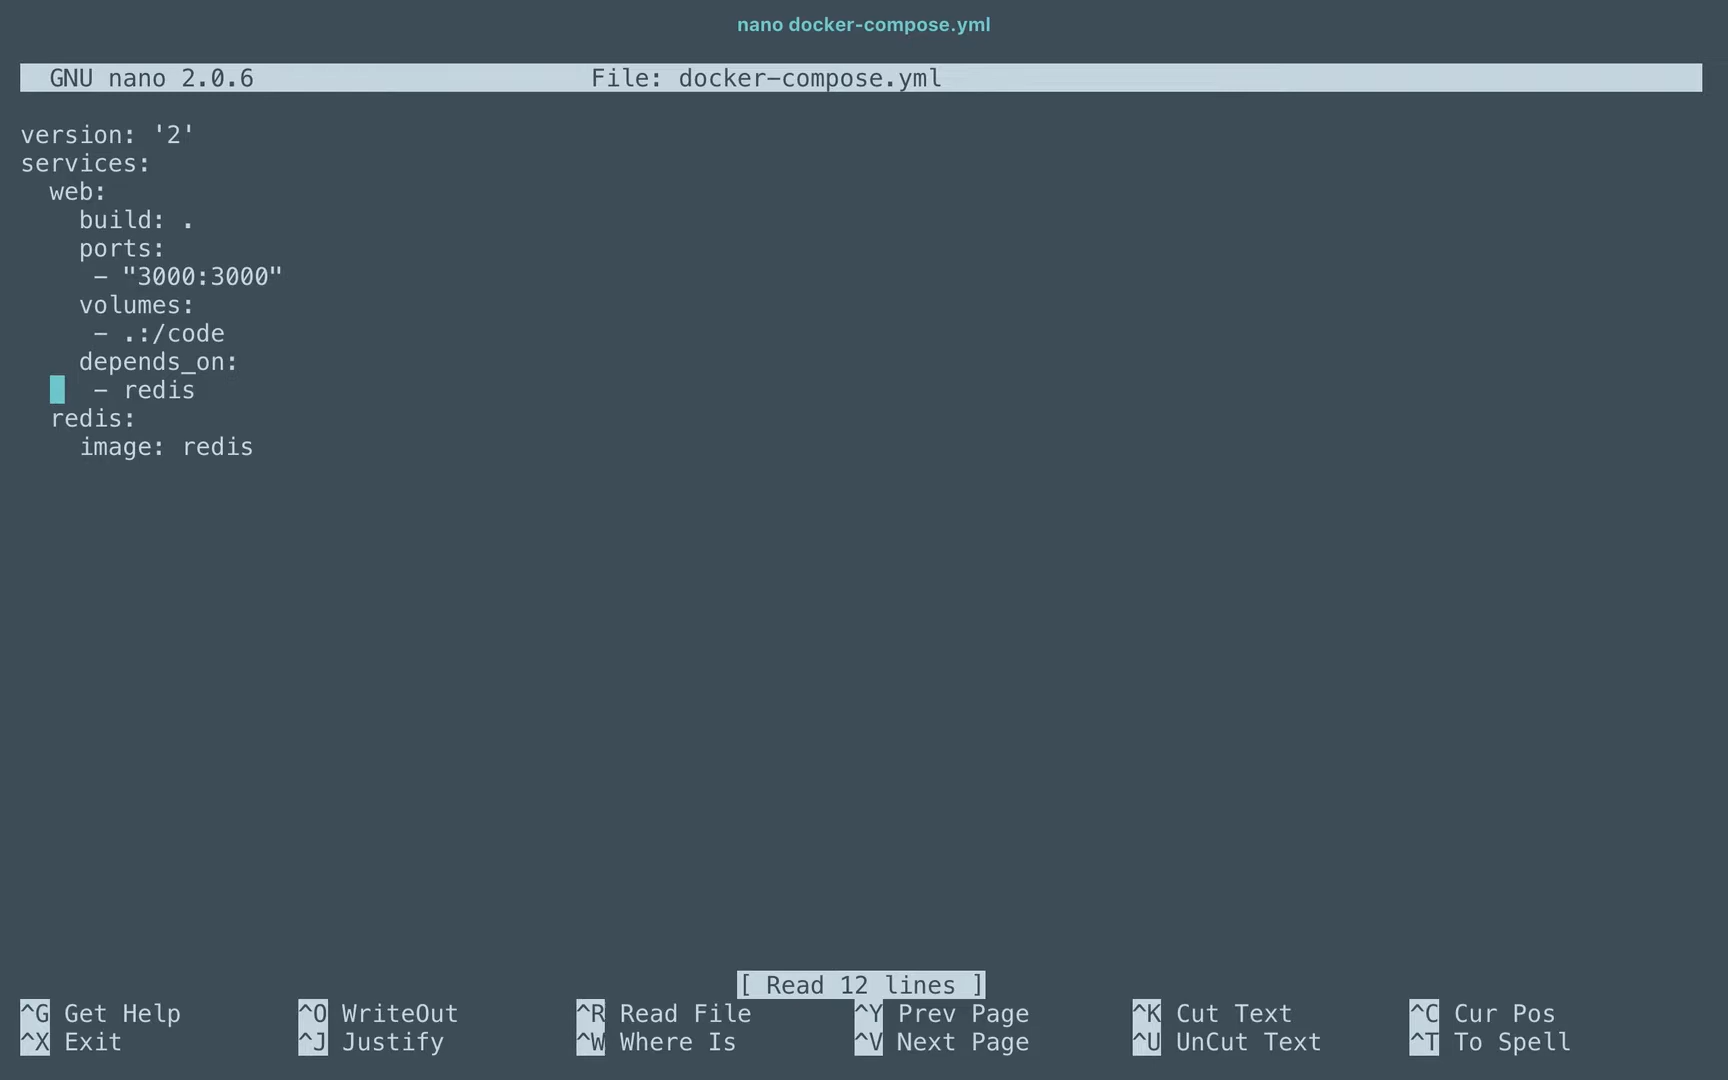 nano docker-compose.yml
GNU nano 2.0.6 File: docker-compose.yml
version: '2'
services:
  web:
    build: .
    ports:
     - "3000:3000"
    volumes:
     - .:/code
    depends_on:
     - redis
  redis:
    image: redis
[ Read 12 lines ]
^G Get Help ^O WriteOut ^R Read File ^Y Prev Page ^K Cut Text ^C Cur Pos
^X Exit ^J Justify ^W Where Is ^V Next Page ^U UnCut Text ^T To Spell